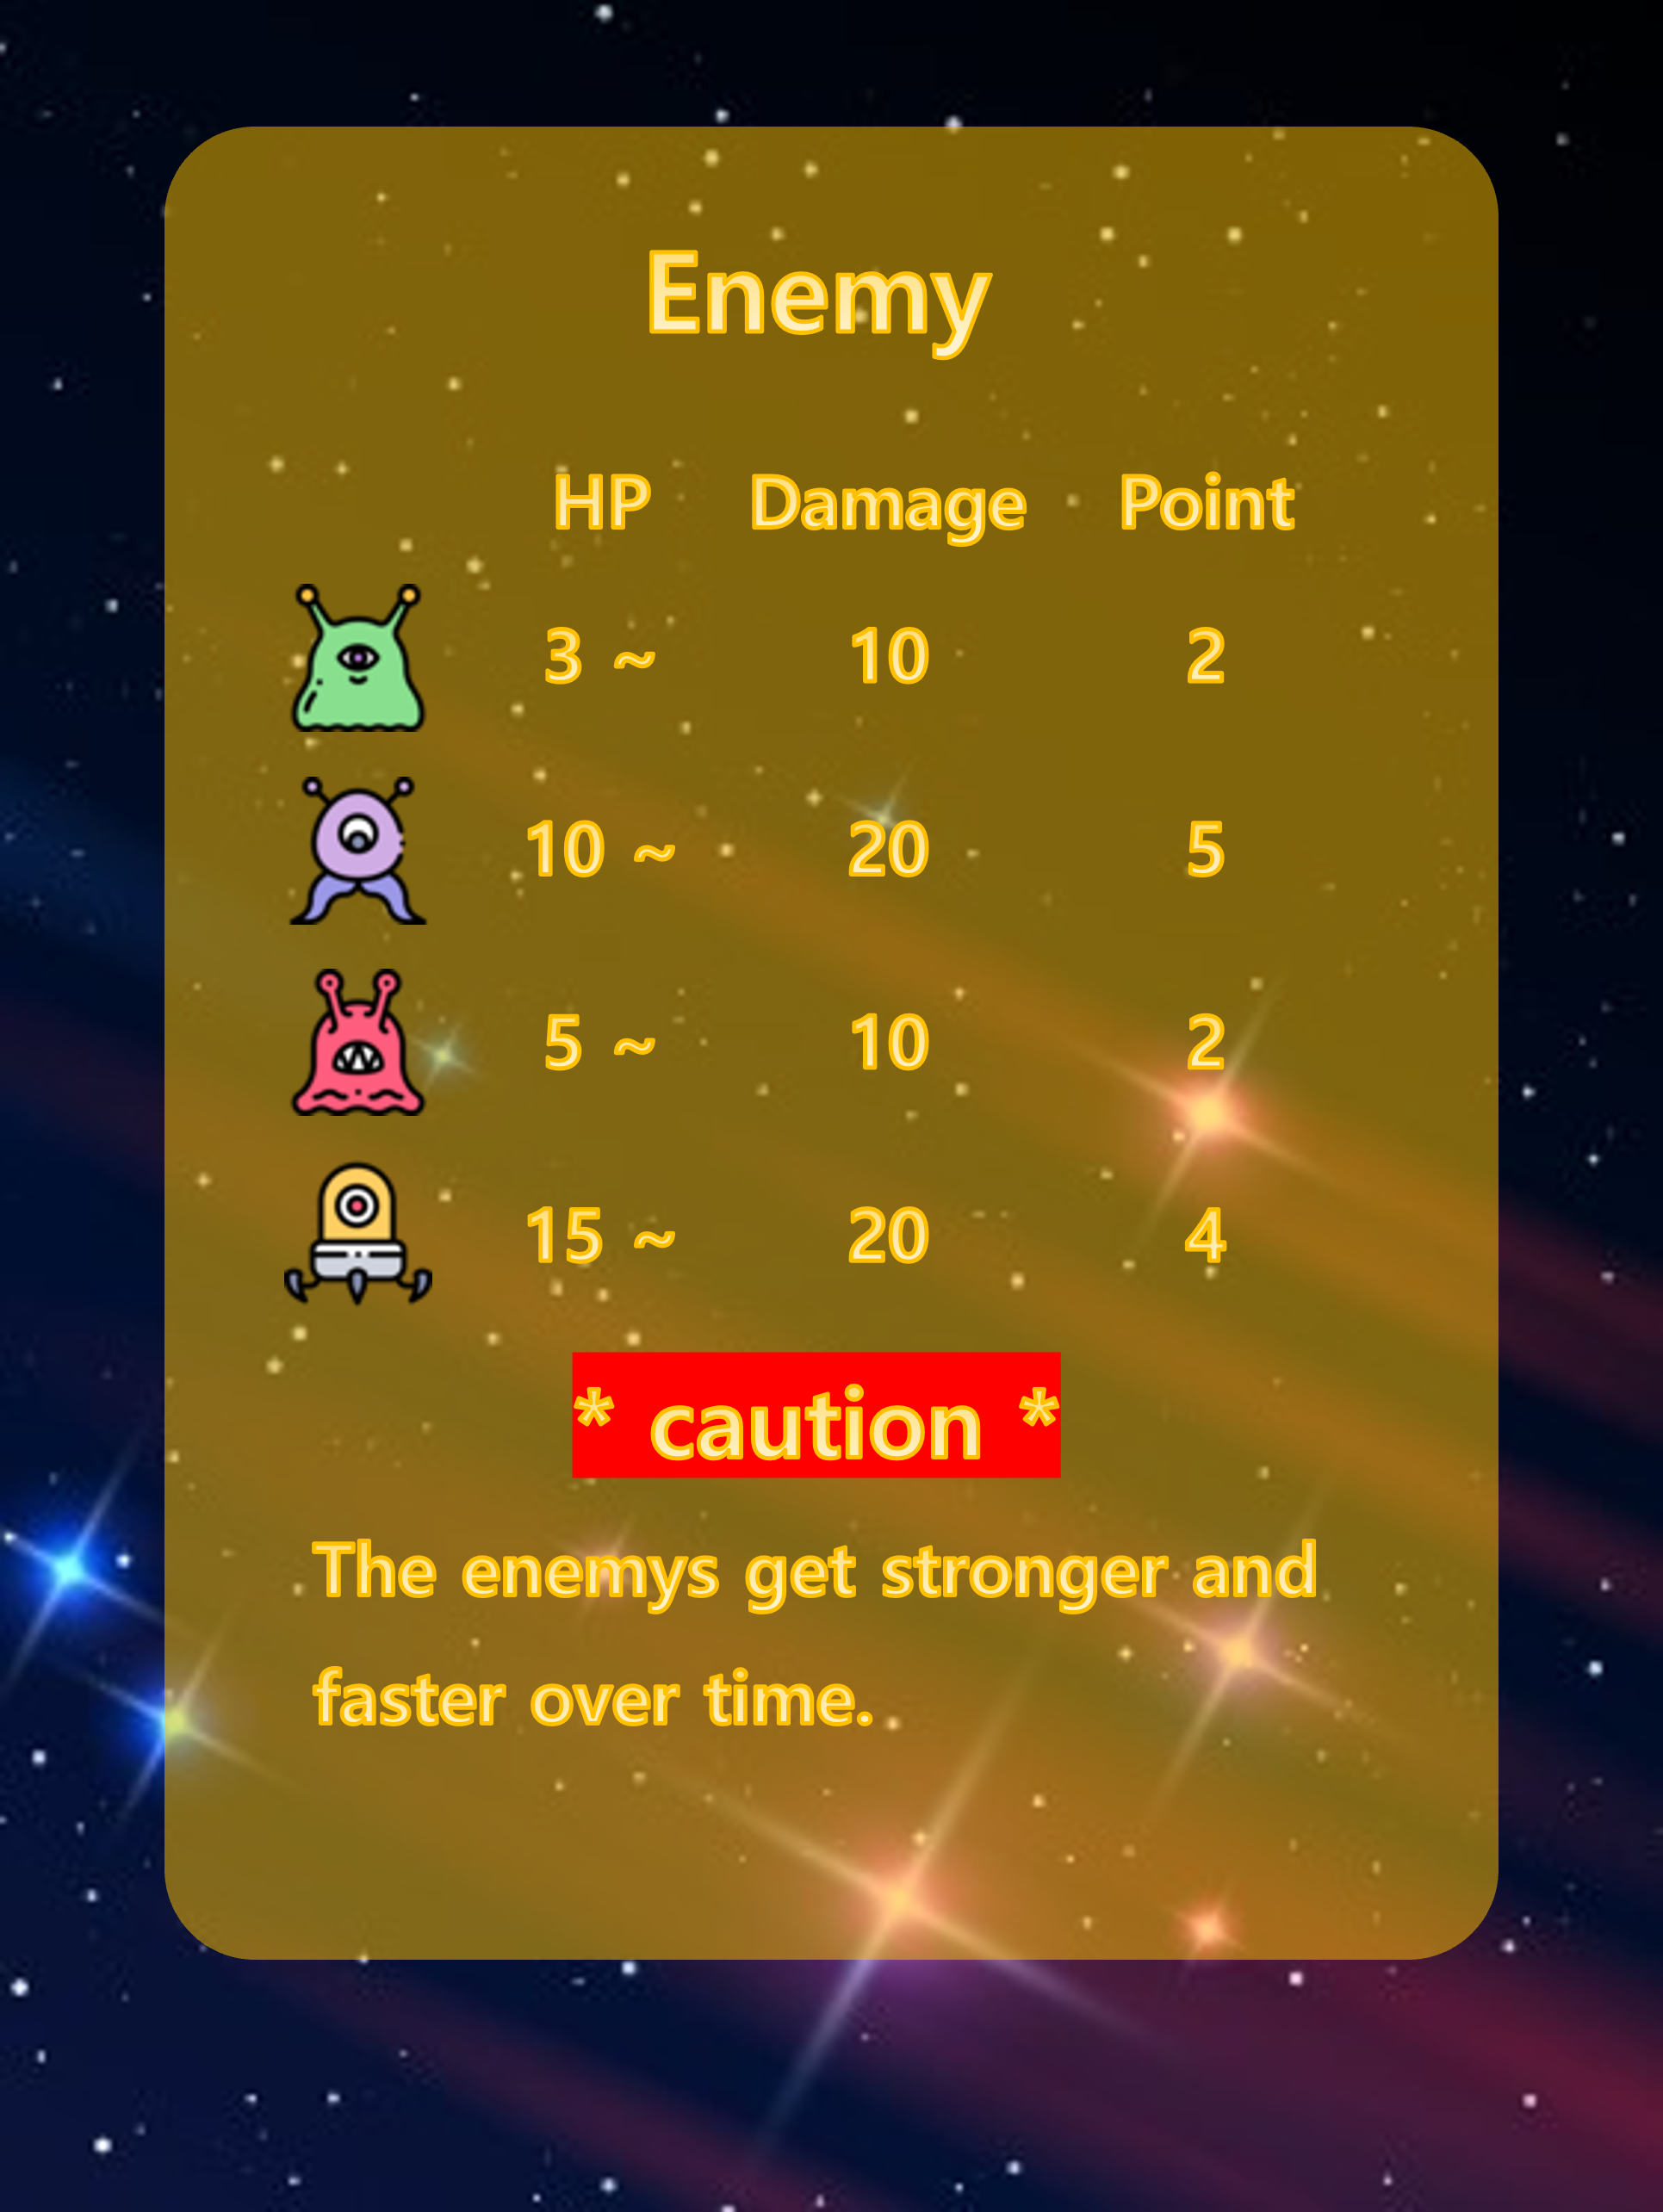 Enemy
HP Damage Point
3 ~ 10 2
10 ~ 20 5
5 ~ 10 2
15 ~ 20 4
* caution *
The enemys get stronger and
faster over time.